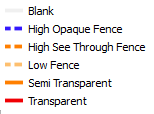 Blank
High Opaque Fence
High See Through Fence
Low Fence
Semi Transparent
Transparent